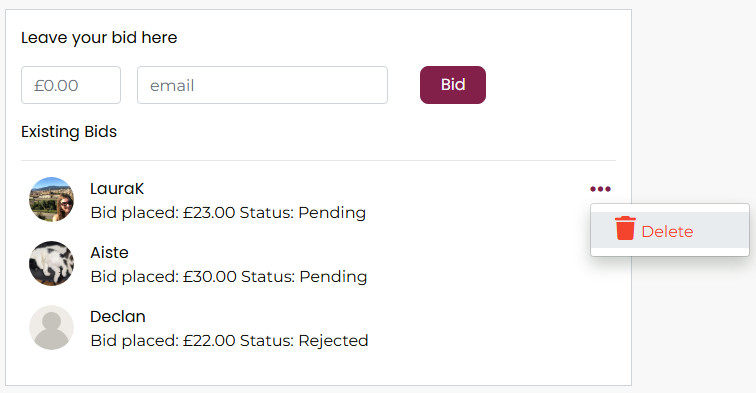 Leave your bid here
£0.00
email
Bid
Existing Bids
LauraK
Bid placed: £23.00 Status: Pending
Delete
Aiste
Bid placed: £30.00 Status: Pending
Declan
Bid placed: £22.00 Status: Rejected